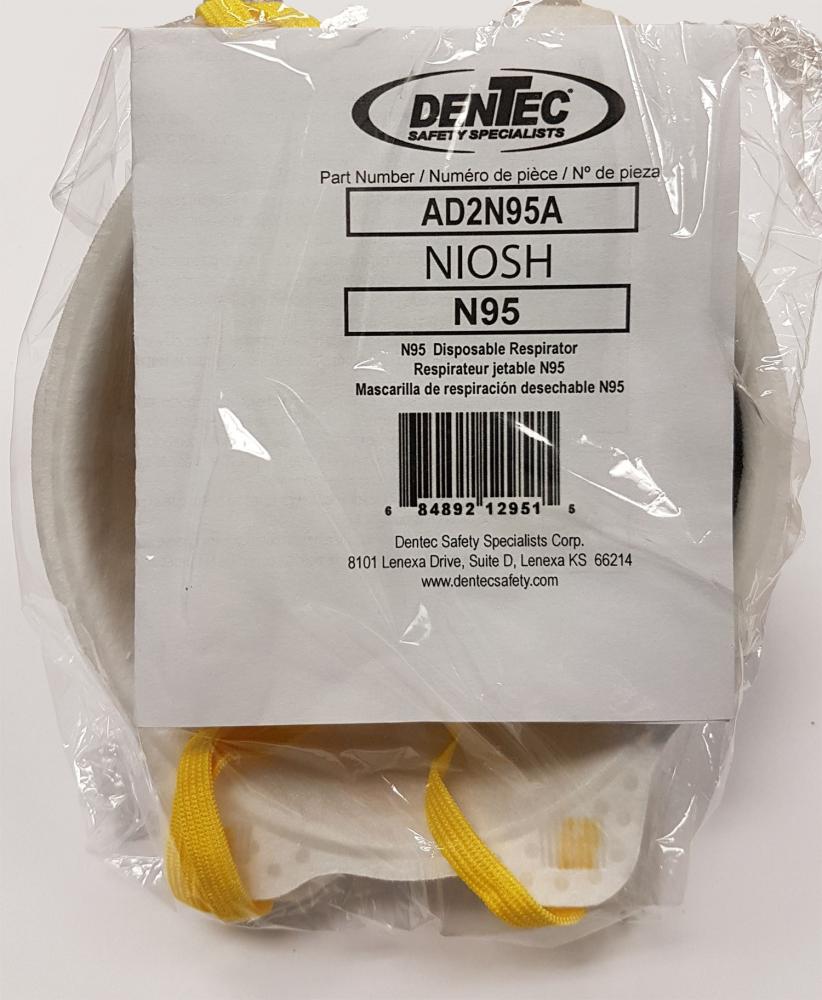 DENTEC®
SAFETY SPECIALISTS
Part Number / Numéro de pièce / Nº de pieza
AD2N95A
NIOSH
N95
N95 Disposable Respirator
Respirateur jetable N95
Mascarilla de respiración desechable N95
6 84892 12951 5
Dentec Safety Specialists Corp.
8101 Lenexa Drive, Suite D, Lenexa KS 66214
www.dentecsafety.com